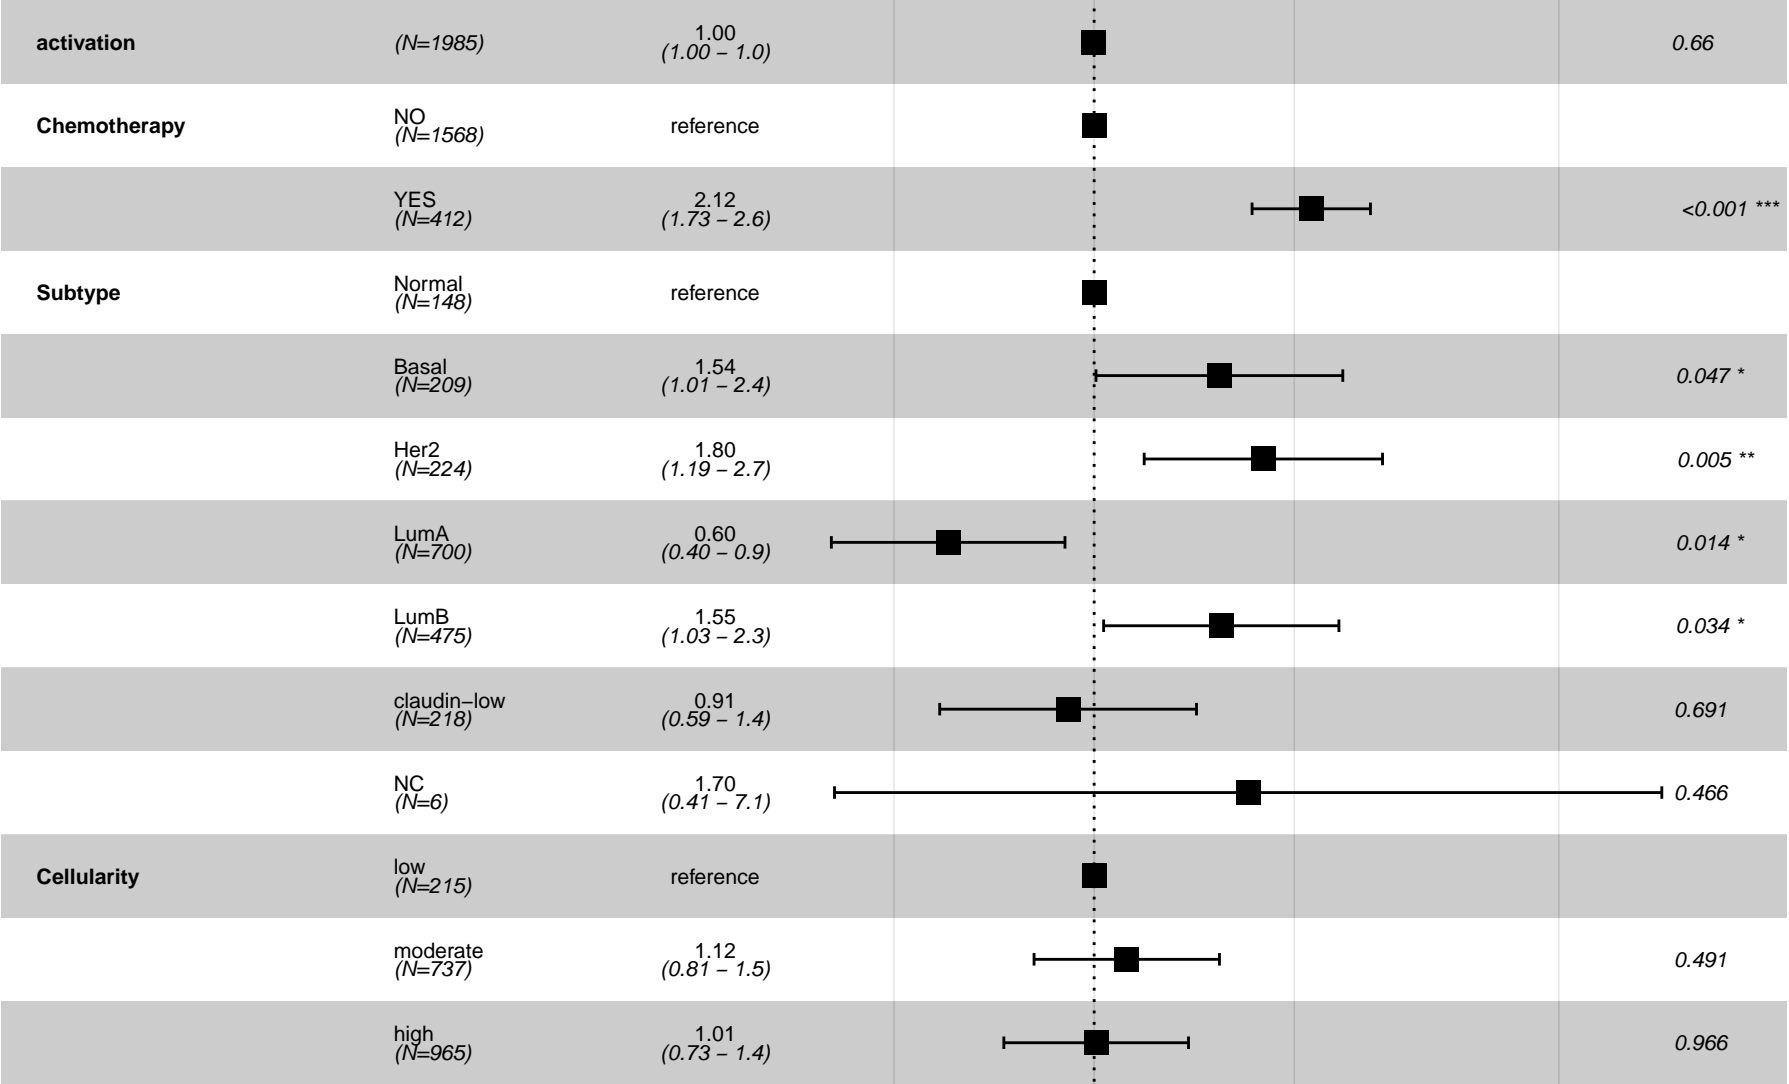 activation (N=1985) 1.00 0.66
(1.00 – 1.0)
Chemotherapy NO reference
(N=1568)
YES 2.12 <0.001 ***
(N=412) (1.73 – 2.6)
Subtype Normal reference
(N=148)
Basal 1.54 0.047 *
(N=209) (1.01 – 2.4)
Her2 1.80 0.005 **
(N=224) (1.19 – 2.7)
LumA 0.60 0.014 *
(N=700) (0.40 – 0.9)
LumB 1.55 0.034 *
(N=475) (1.03 – 2.3)
claudin–low 0.91 0.691
(N=218) (0.59 – 1.4)
NC 1.70 0.466
(N=6) (0.41 – 7.1)
Cellularity low reference
(N=215)
moderate 1.12 0.491
(N=737) (0.81 – 1.5)
high 1.01 0.966
(N=965) (0.73 – 1.4)